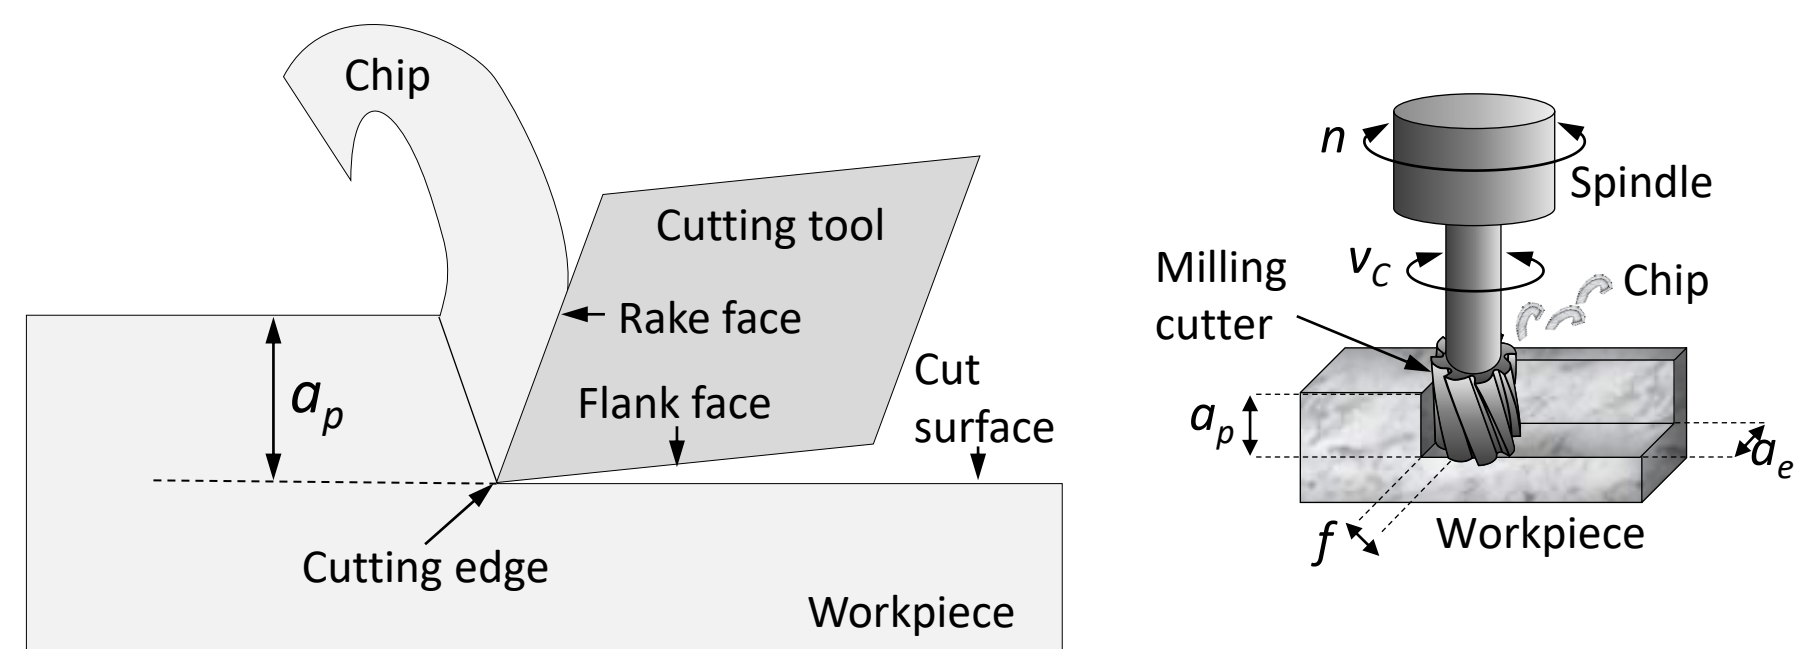 Chip
Cutting tool
Rake face
Flank face
Cut
surface
a_p
Cutting edge
Workpiece
n
Spindle
v_C
Milling
cutter
Chip
a_p
a_e
f
Workpiece